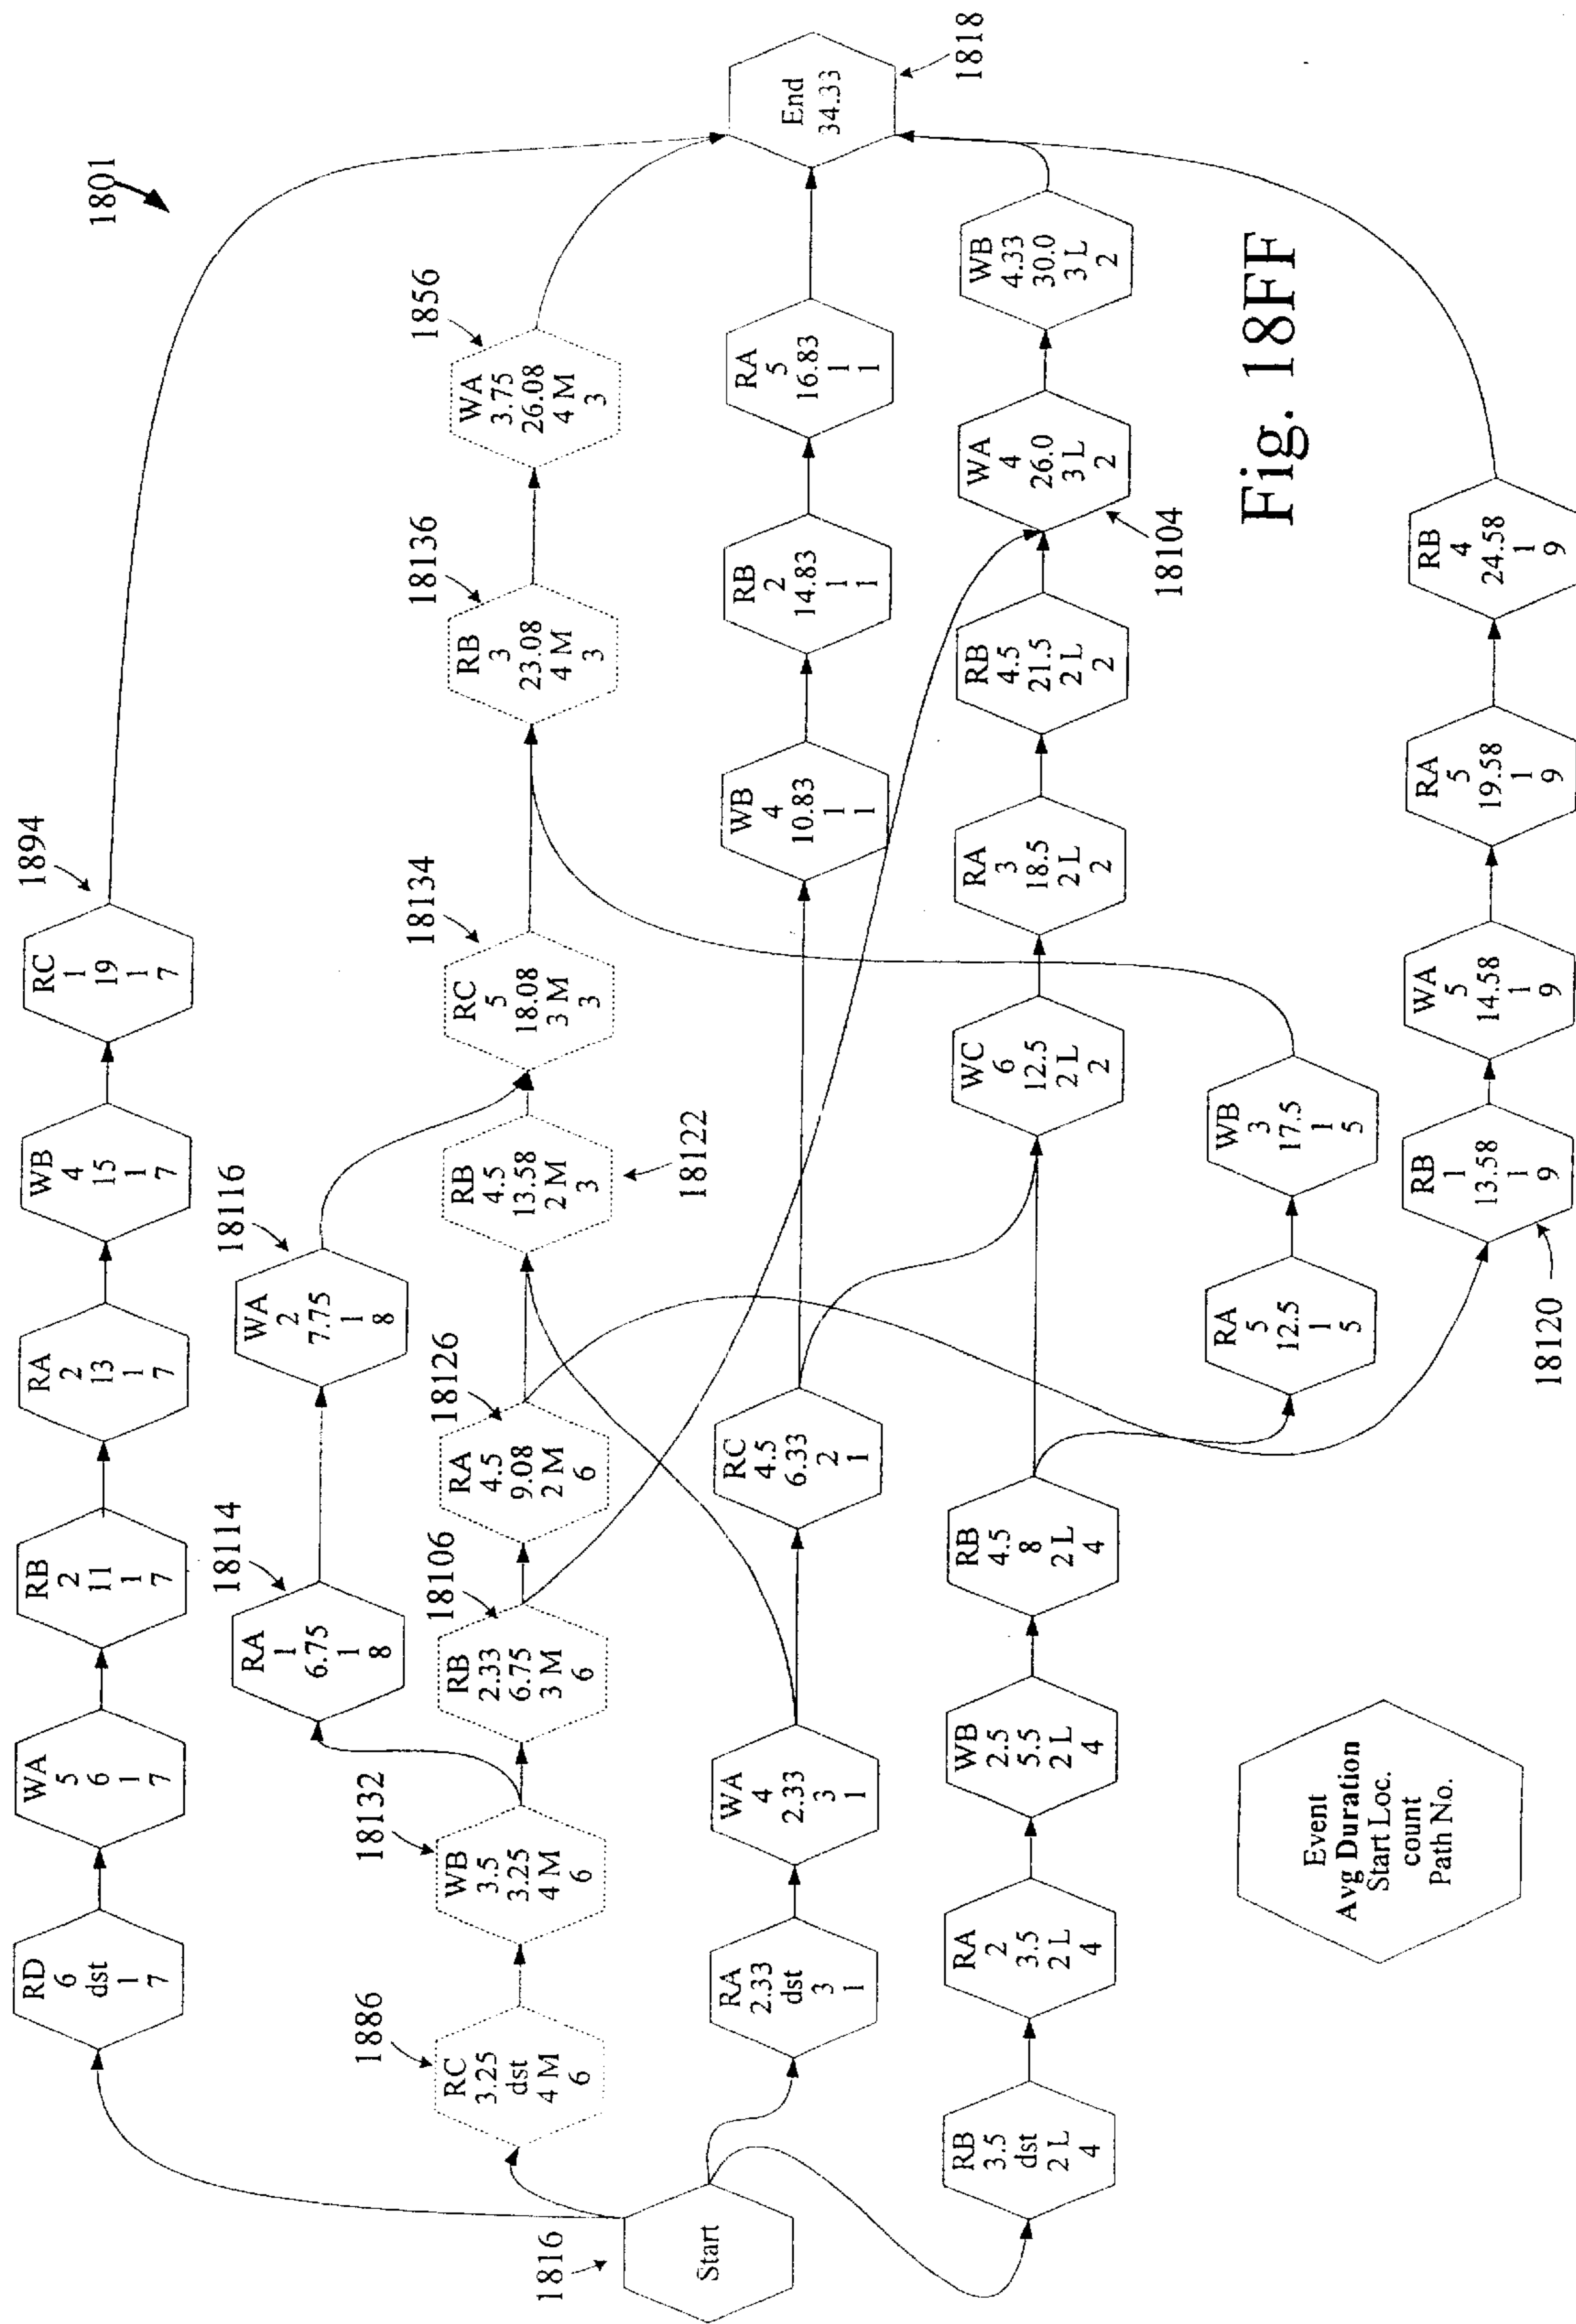 1801
RD
6
dst
1
7
WA
5
6
1
7
RB
2
11
1
7
RA
2
13
1
7
WB
4
15
1
7
RC
1
19
1
7
1894
18114
RA
1
6.75
1
8
18116
WA
2
7.75
1
8
1886
RC
3.25
dst
4 M
6
18132
WB
3.5
3.25
4 M
6
18106
RB
2.33
6.75
3 M
6
18126
RA
4.5
9.08
2 M
6
RB
4.5
13.58
2 M
3
18122
18134
RC
5
18.08
3 M
3
18136
RB
3
23.08
4 M
3
1856
WA
3.75
26.08
4 M
3
1816
Start
RA
2.33
dst
3
1
WA
4
2.33
3
1
RC
4.5
6.33
2
1
WB
4
10.83
1
1
RB
2
14.83
1
1
RA
5
16.83
1
1
End
34.33
1818
RB
3.5
dst
2 L
4
RA
2
3.5
2 L
4
WB
2.5
5.5
2 L
4
RB
4.5
8
2 L
4
WC
6
12.5
2 L
2
RA
3
18.5
2 L
2
RB
4.5
21.5
2 L
2
WA
4
26.0
3 L
2
18104
WB
4.33
30.0
3 L
2
RA
5
12.5
1
5
WB
3
17.5
1
5
RB
1
13.58
1
9
18120
WA
5
14.58
1
9
RA
5
19.58
1
9
RB
4
24.58
1
9
Event
Avg Duration
Start Loc.
count
Path No.
Fig. 18FF